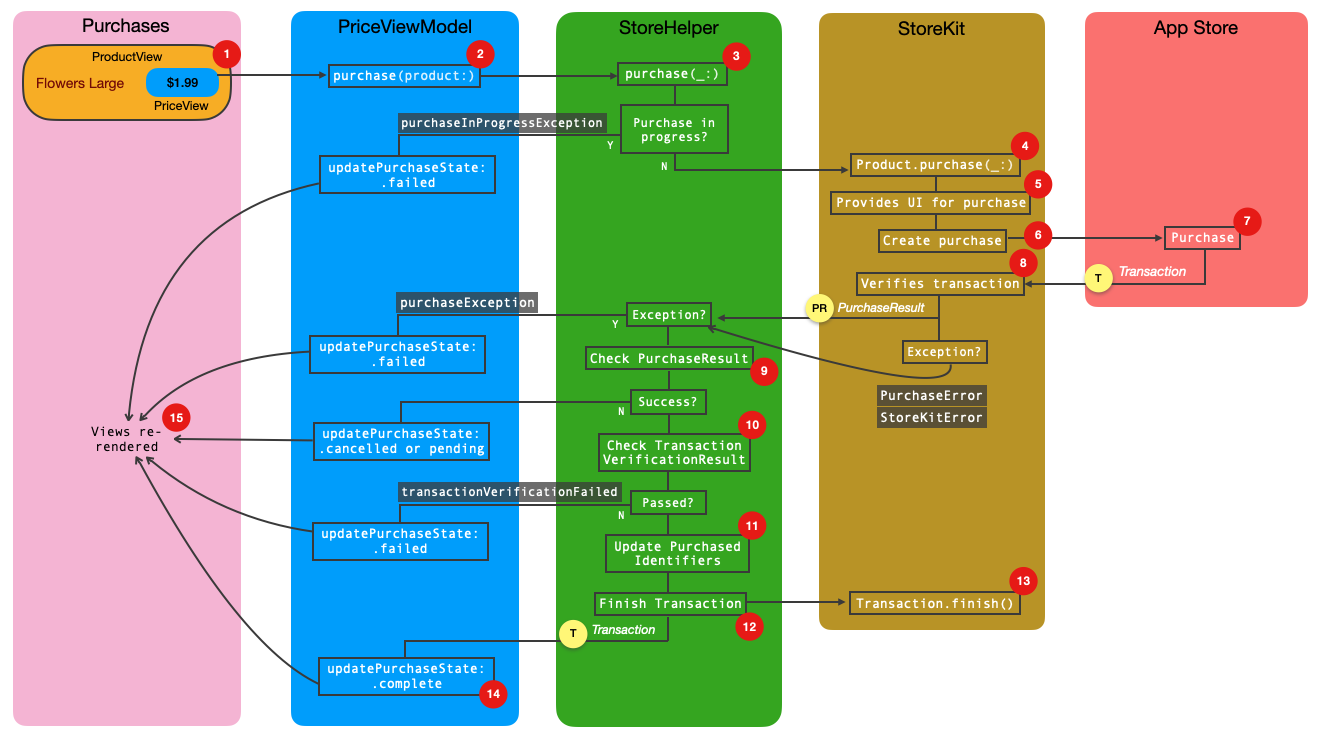 Purchases
PriceViewModel
StoreHelper
StoreKit
App Store
ProductView
Flowers Large
$1.99
PriceView
1
purchase(product:)
2
purchase(_:)
3
purchaseInProgressException
Purchase in
progress?
Y
N
updatePurchaseState:
.failed
Product.purchase(_:)
4
Provides UI for purchase
5
Create purchase
6
Purchase
7
T
Transaction
Verifies transaction
8
PR
PurchaseResult
Exception?
PurchaseError
StoreKitError
purchaseException
Exception?
Y
updatePurchaseState:
.failed
Check PurchaseResult
9
Success?
N
updatePurchaseState:
.cancelled or pending
Check Transaction
VerificationResult
10
transactionVerificationFailed
Passed?
N
updatePurchaseState:
.failed
Update Purchased
Identifiers
11
Finish Transaction
12
Transaction.finish()
13
T
Transaction
updatePurchaseState:
.complete
14
Views re-
rendered
15